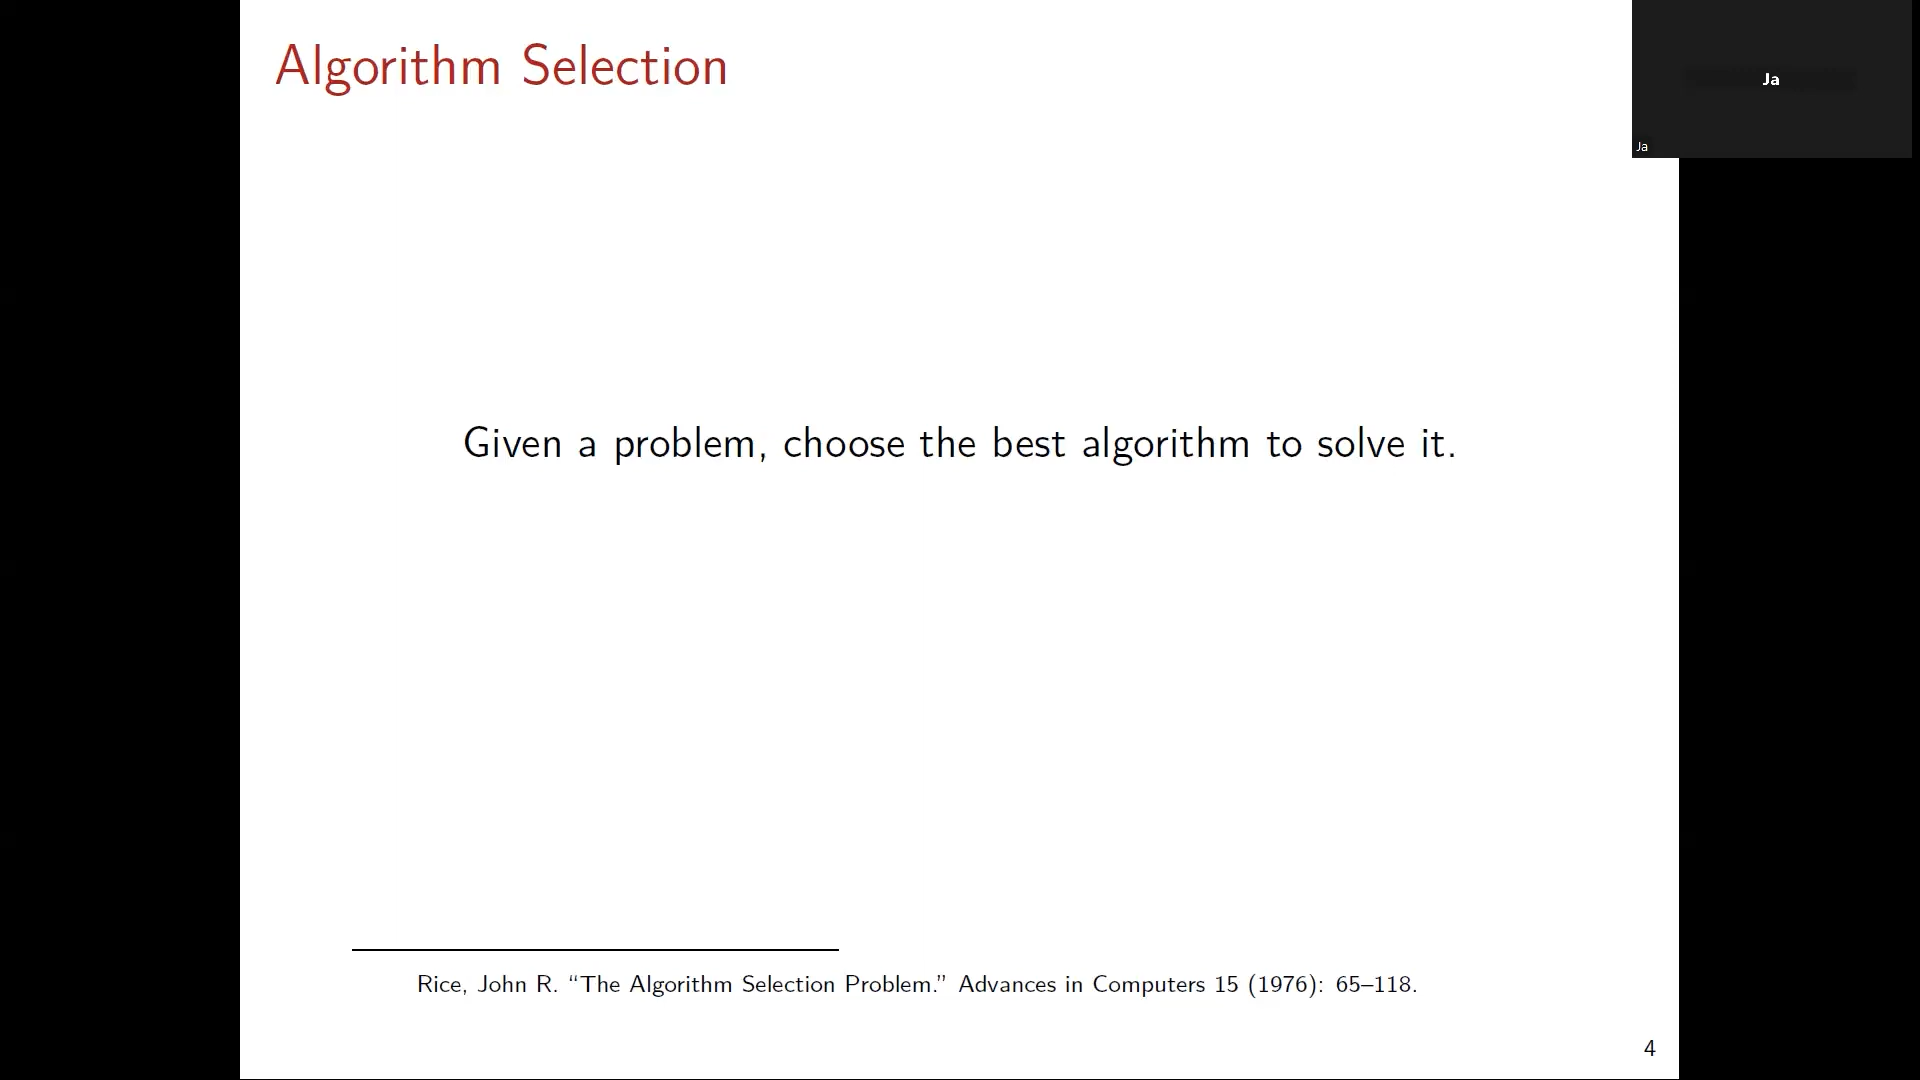 Algorithm Selection
Ja
Ja
Given a problem, choose the best algorithm to solve it.
Rice, John R. “The Algorithm Selection Problem.” Advances in Computers 15 (1976): 65–118.
4